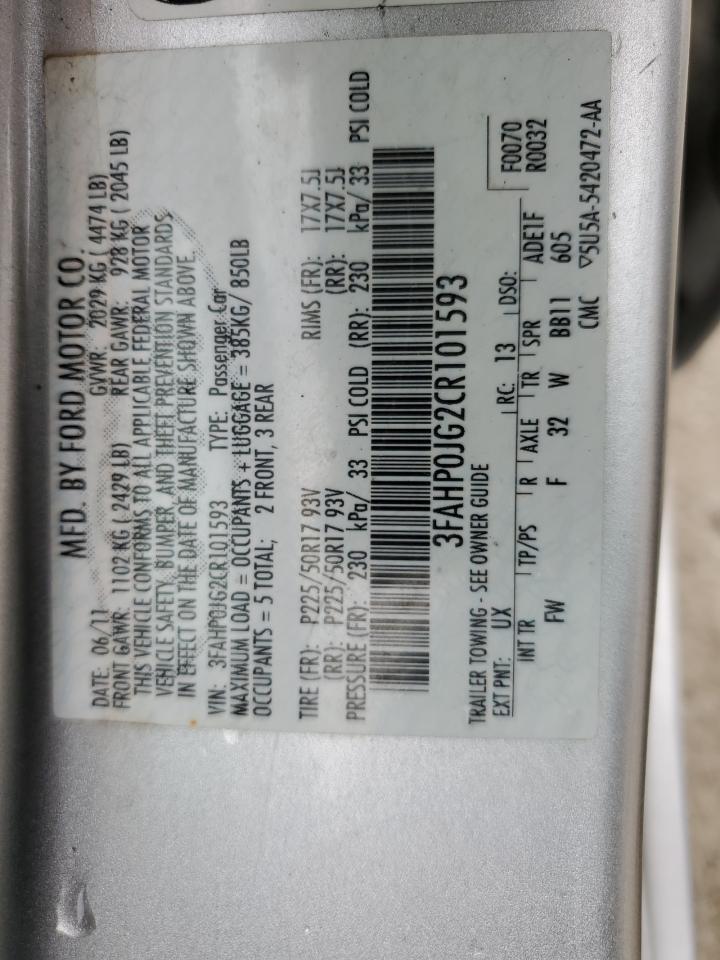 MFD. BY FORD MOTOR CO.
DATE: 06/11 GVWR: 2029 KG ( 4474 LB)
FRONT GAWR: 1102 KG ( 2429 LB) REAR GAWR: 928 KG ( 2045 LB)
THIS VEHICLE CONFORMS TO ALL APPLICABLE FEDERAL MOTOR
VEHICLE SAFETY, BUMPER, AND THEFT PREVENTION STANDARDS
IN EFFECT ON THE DATE OF MANUFACTURE SHOWN ABOVE.
VIN: 3FAHP0JG2CR101593 TYPE: Passenger Car
MAXIMUM LOAD = OCCUPANTS + LUGGAGE = 385KG/ 850LB
OCCUPANTS = 5 TOTAL; 2 FRONT, 3 REAR
TIRE (FR): P225/50R17 93V RIMS (FR): 17X7.5J
(RR): P225/50R17 93V (RR): 17X7.5J
PRESSURE (FR): 230 kPa/ 33 PSI COLD (RR): 230 kPa/ 33 PSI COLD
3FAHP0JG2CR101593
TRAILER TOWING - SEE OWNER GUIDE
F0070
EXT PNT: UX RC: 13 DSO: R0032
INT TR TP/PS R AXLE TR SPR ADE1F
FW F 32 W BB11 605
CMC ▽5U5A-5420472-AA